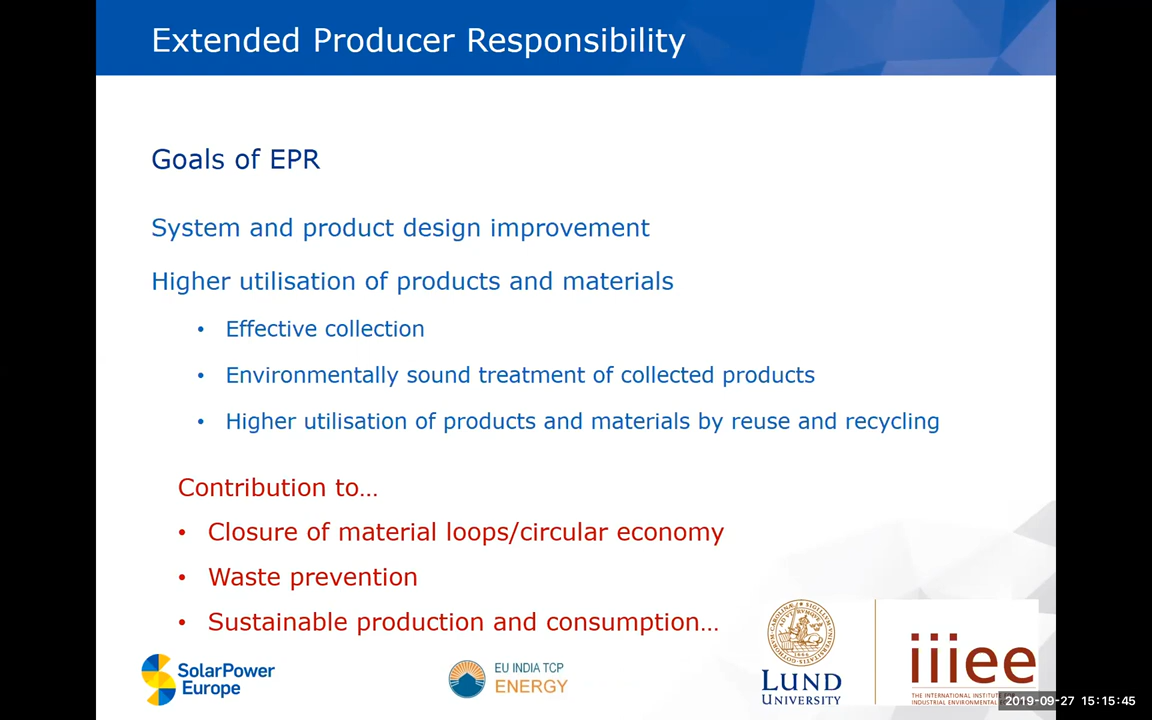 Extended Producer Responsibility
Goals of EPR
System and product design improvement
Higher utilisation of products and materials
• Effective collection
• Environmentally sound treatment of collected products
• Higher utilisation of products and materials by reuse and recycling
Contribution to…
• Closure of material loops/circular economy
• Waste prevention
• Sustainable production and consumption…
SolarPower
Europe
EU INDIA TCP
ENERGY
LUND
UNIVERSITY
iiiee
THE INTERNATIONAL INSTITUTE
INDUSTRIAL ENVIRONMENTAL
2019-09-27 15:15:45